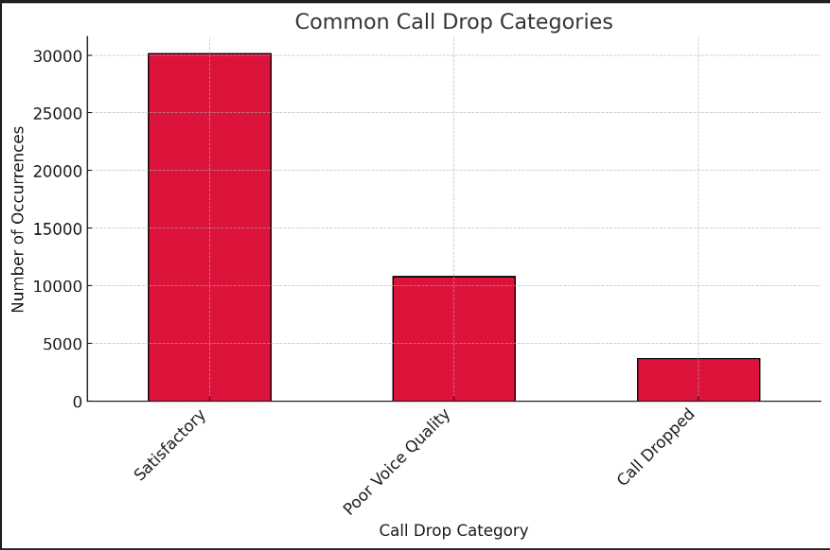 Common Call Drop Categories
Number of Occurrences
30000
25000
20000
15000
10000
5000
0
Satisfactory
Poor Voice Quality
Call Dropped
Call Drop Category